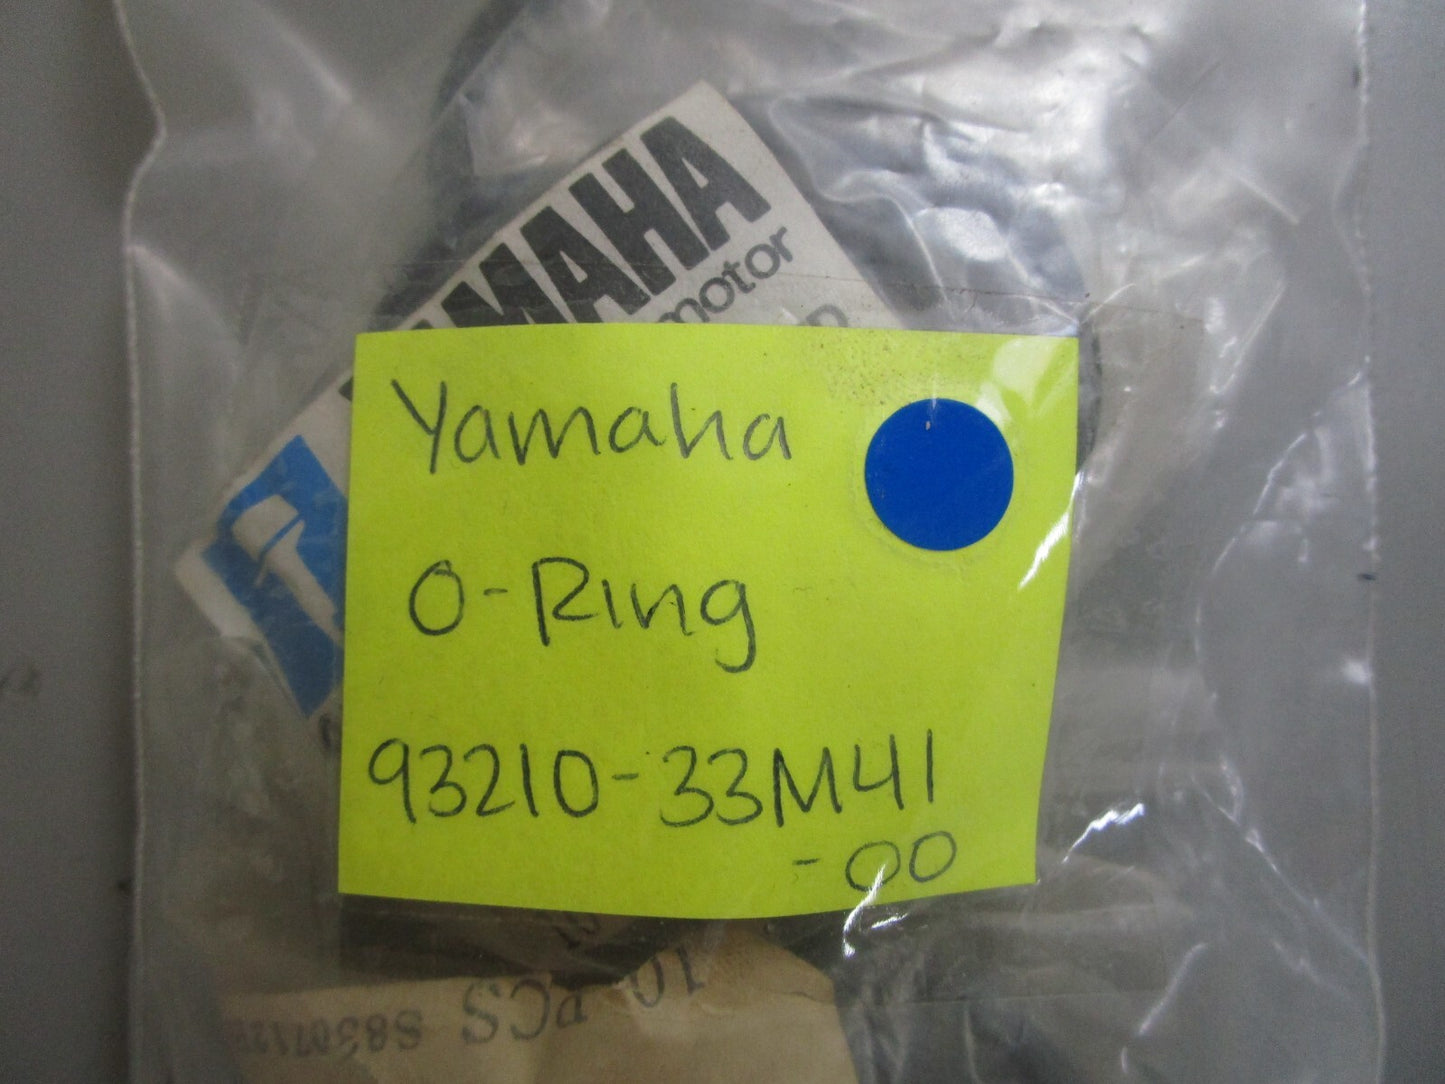 YAMAHA
motor
Yamaha
O-Ring
93210-33M41
-00
10 PCS